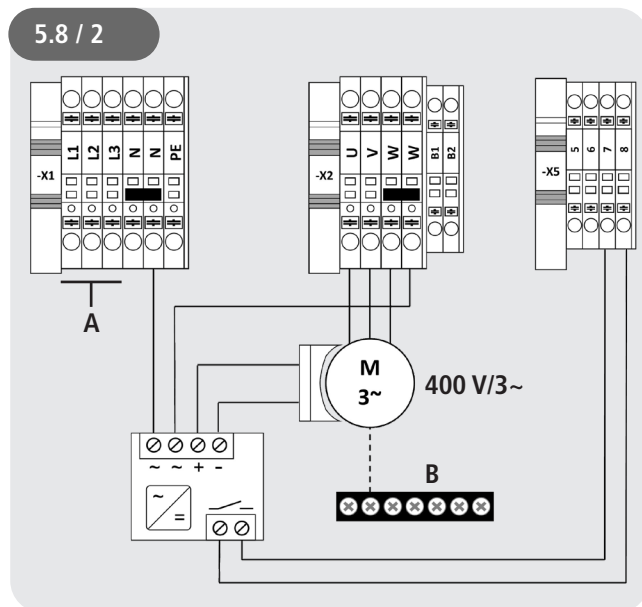 5.8 / 2
-X1
L1
L2
L3
N
N
PE
-X2
U
V
W
W
B1
B2
-X5
5
6
7
8
A
M
3~
400 V/3~
~ ~ + -
~
=
B